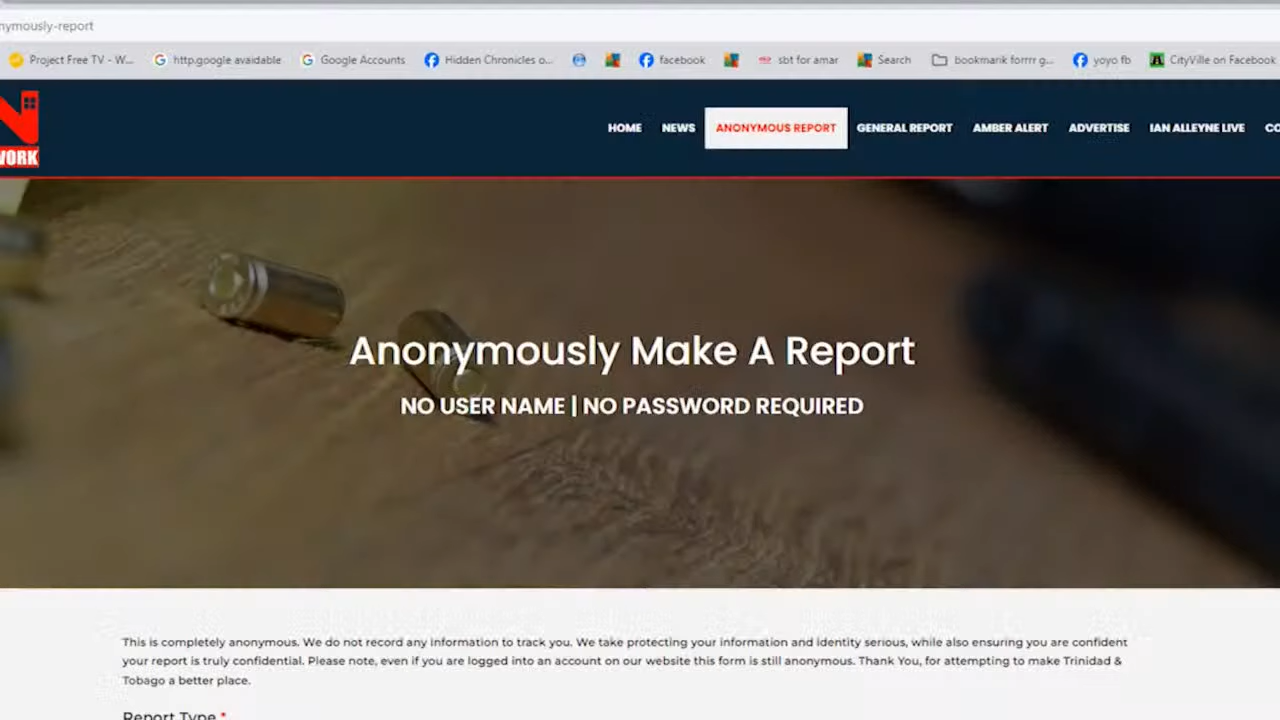 nymously-report
Project Free TV - W... http.google avaidable Google Accounts Hidden Chronicles o... facebook sbt for amar Search bookmark forrrr g... yoyo fb CityVille on Facebook
N
WORK
HOME NEWS ANONYMOUS REPORT GENERAL REPORT AMBER ALERT ADVERTISE IAN ALLEYNE LIVE CO
Anonymously Make A Report
NO USER NAME | NO PASSWORD REQUIRED
This is completely anonymous. We do not record any information to track you. We take protecting your information and identity serious, while also ensuring you are confident
your report is truly confidential. Please note, even if you are logged into an account on our website this form is still anonymous. Thank You, for attempting to make Trinidad &
Tobago a better place.
Report Type *